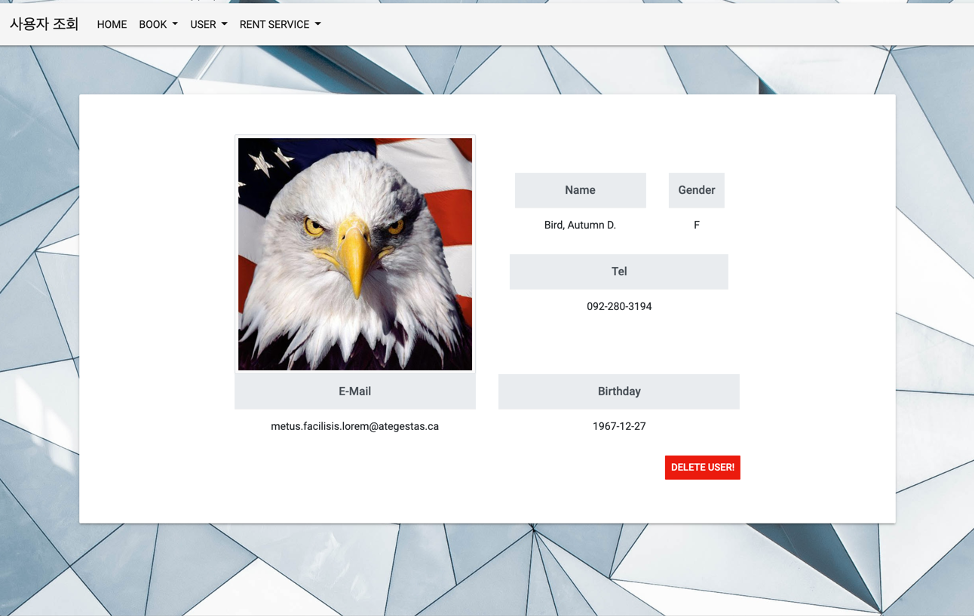 사용자 조회 HOME BOOK USER RENT SERVICE
Name Gender
Bird, Autumn D. F
Tel
092-280-3194
E-Mail Birthday
metus.facilisis.lorem@ategestas.ca 1967-12-27
DELETE USER!